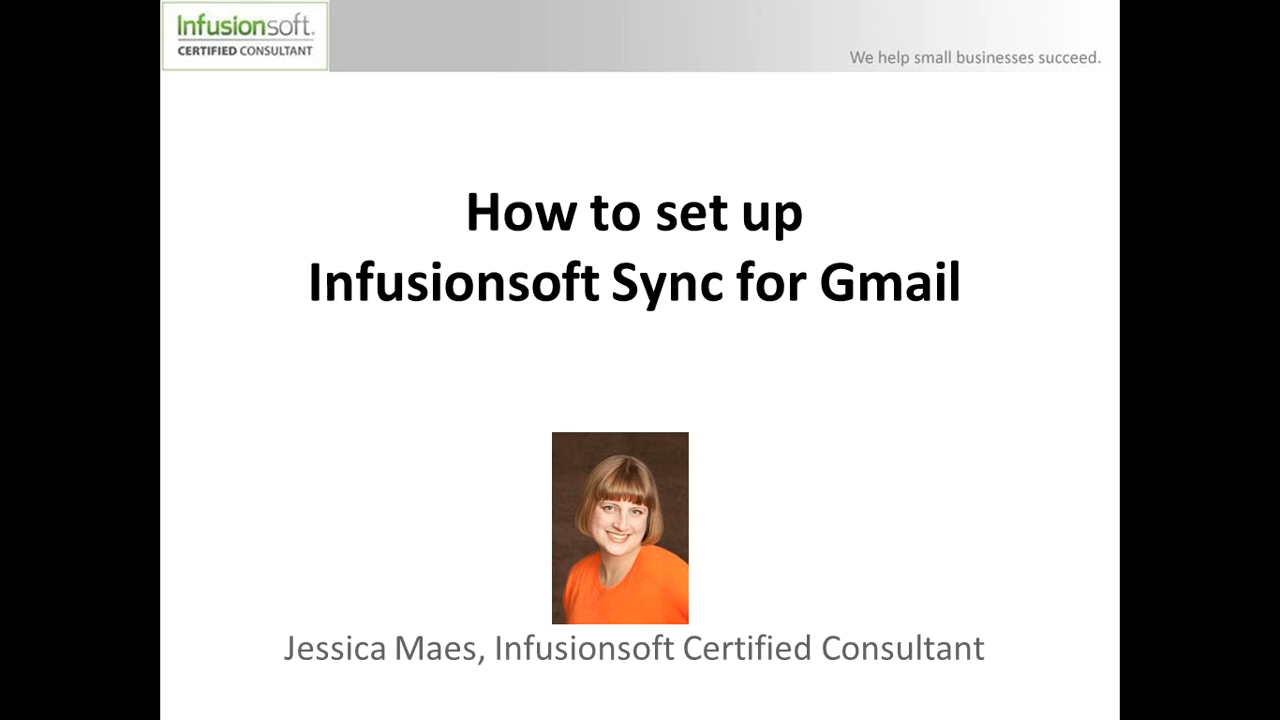 Infusionsoft.
CERTIFIED CONSULTANT
We help small businesses succeed.
How to set up
Infusionsoft Sync for Gmail
Jessica Maes, Infusionsoft Certified Consultant